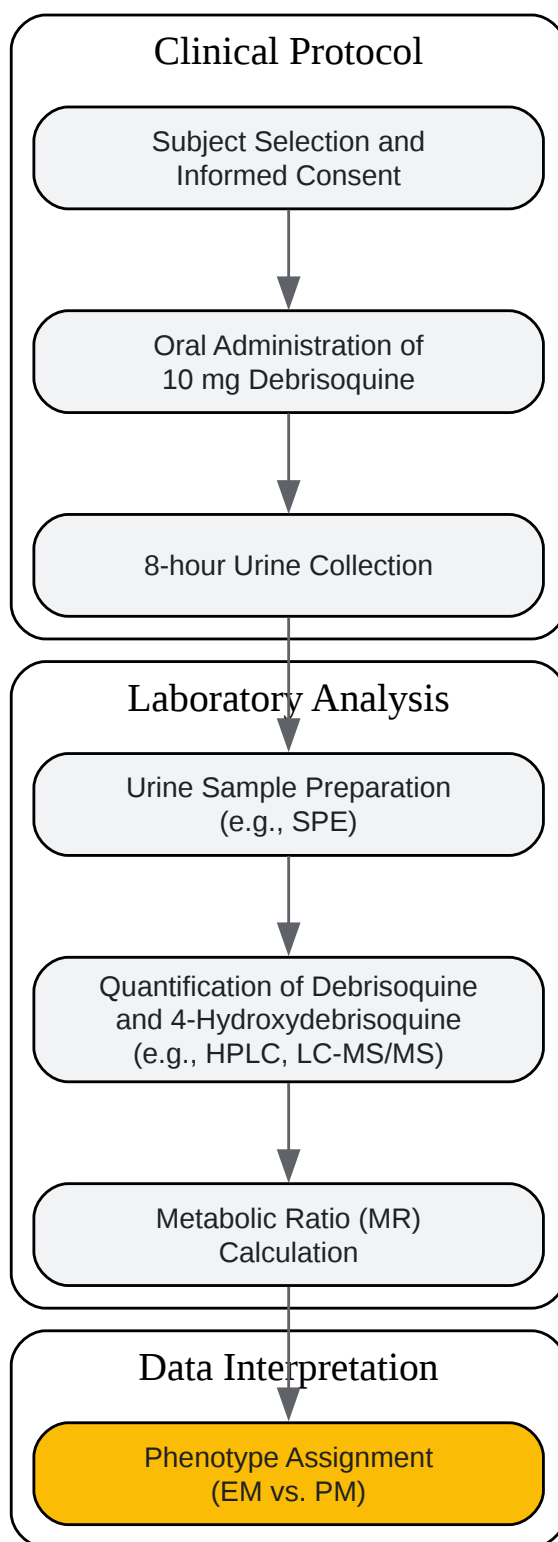 Clinical Protocol
Subject Selection and
Informed Consent
Oral Administration of
10 mg Debrisoquine
8-hour Urine Collection
Laboratory Analysis
Urine Sample Preparation
(e.g., SPE)
Quantification of Debrisoquine
and 4-Hydroxydebrisoquine
(e.g., HPLC, LC-MS/MS)
Metabolic Ratio (MR)
Calculation
Data Interpretation
Phenotype Assignment
(EM vs. PM)